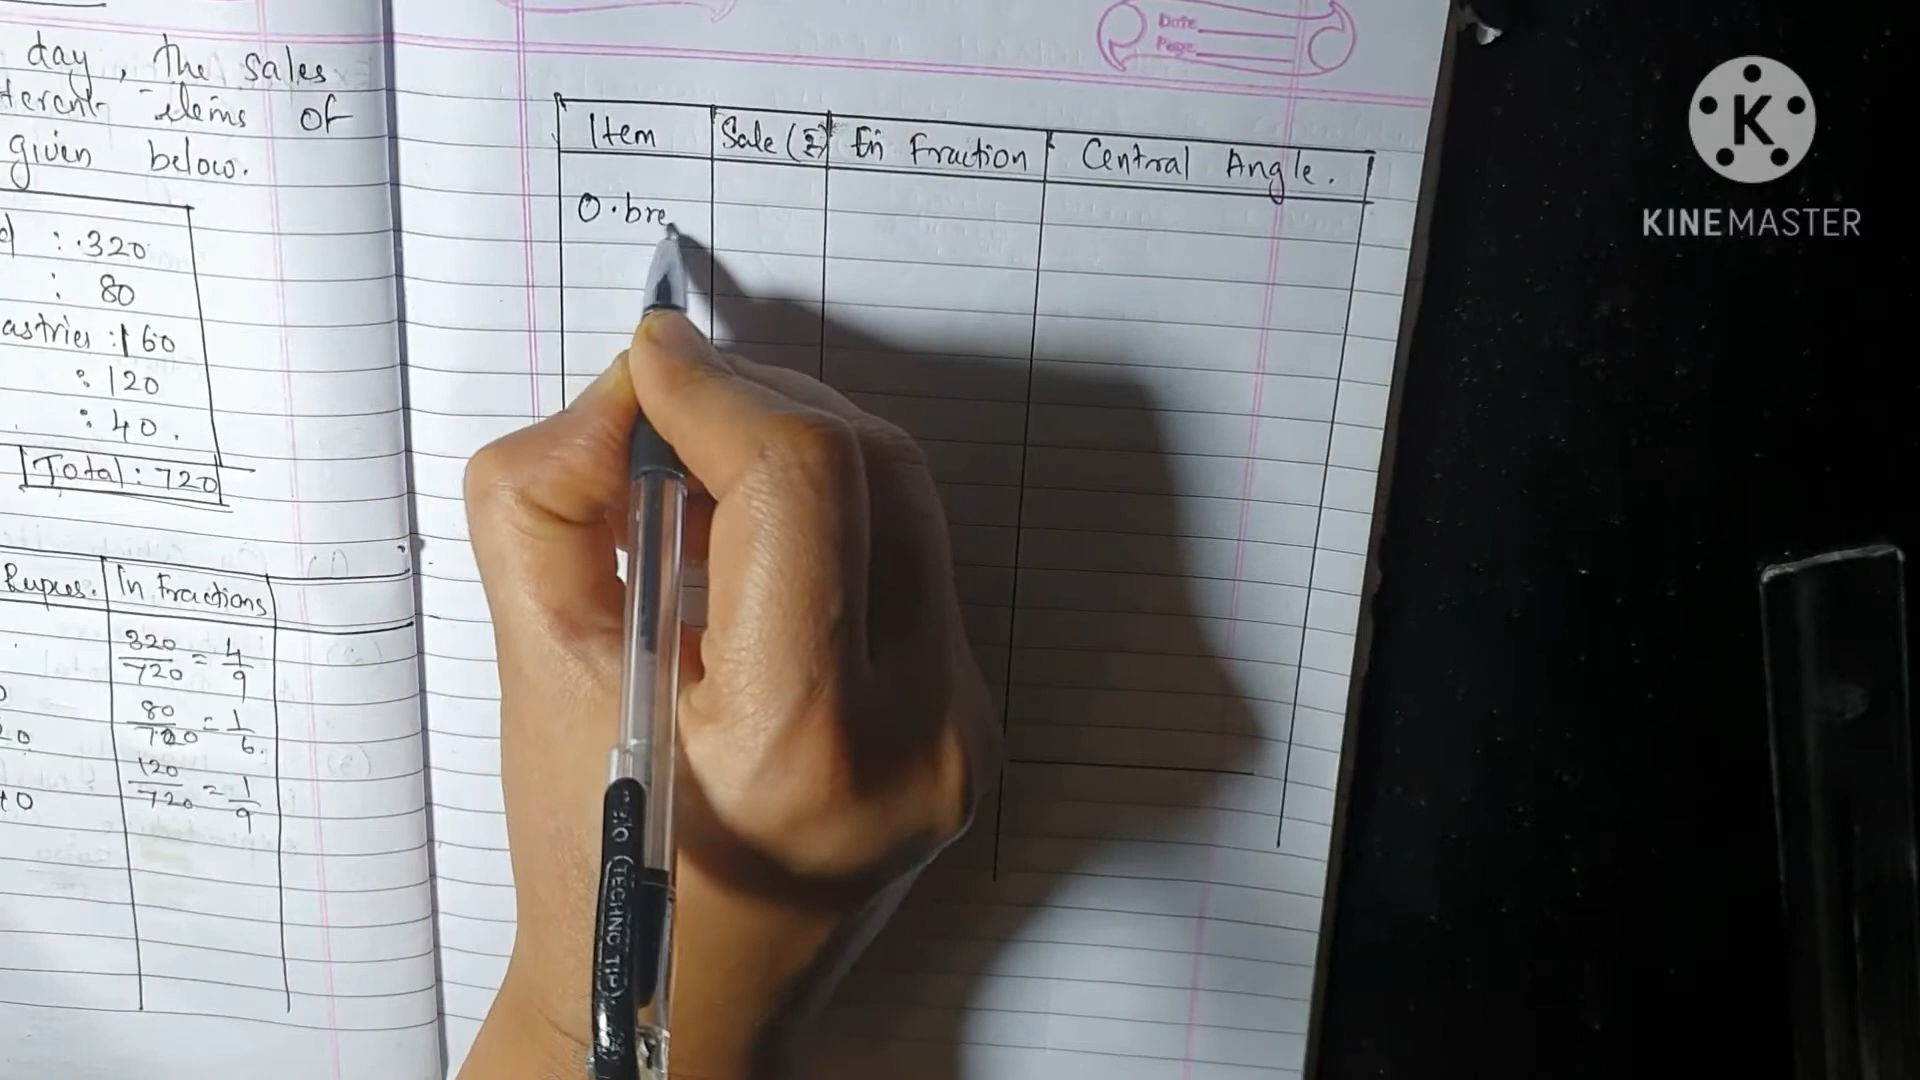 day, the sales
items of
given below.
: 320
: 80
astries : 160
: 120
: 40.
Total : 720
Rupees. In Fractions
320/720 = 4/9
80/720 = 1/6.
120/720 = 1/9
Date
Page
Item Sale (₹) In Fraction Central Angle.
O.bre
KINEMASTER
K
(TECHNO TIP)